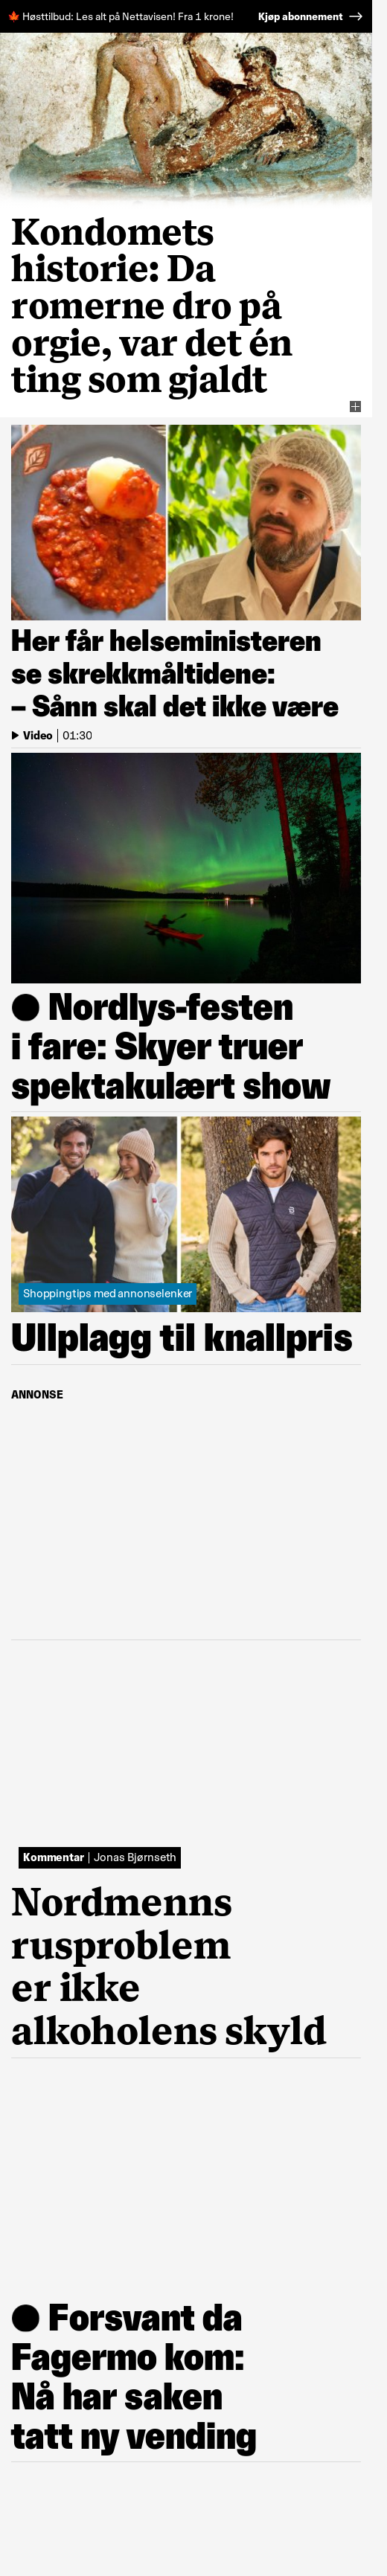 Høsttilbud: Les alt på Nettavisen! Fra 1 krone!
Kjøp abonnement
Kondomets
historie: Da
romerne dro på
orgie, var det én
ting som gjaldt
Her får helseministeren
se skrekkmåltidene:
– Sånn skal det ikke være
Video | 01:30
Nordlys-festen
i fare: Skyer truer
spektakulært show
Shoppingtips med annonselenker
Ullplagg til knallpris
ANNONSE
Kommentar | Jonas Bjørnseth
Nordmenns
rusproblem
er ikke
alkoholens skyld
Forsvant da
Fagermo kom:
Nå har saken
tatt ny vending